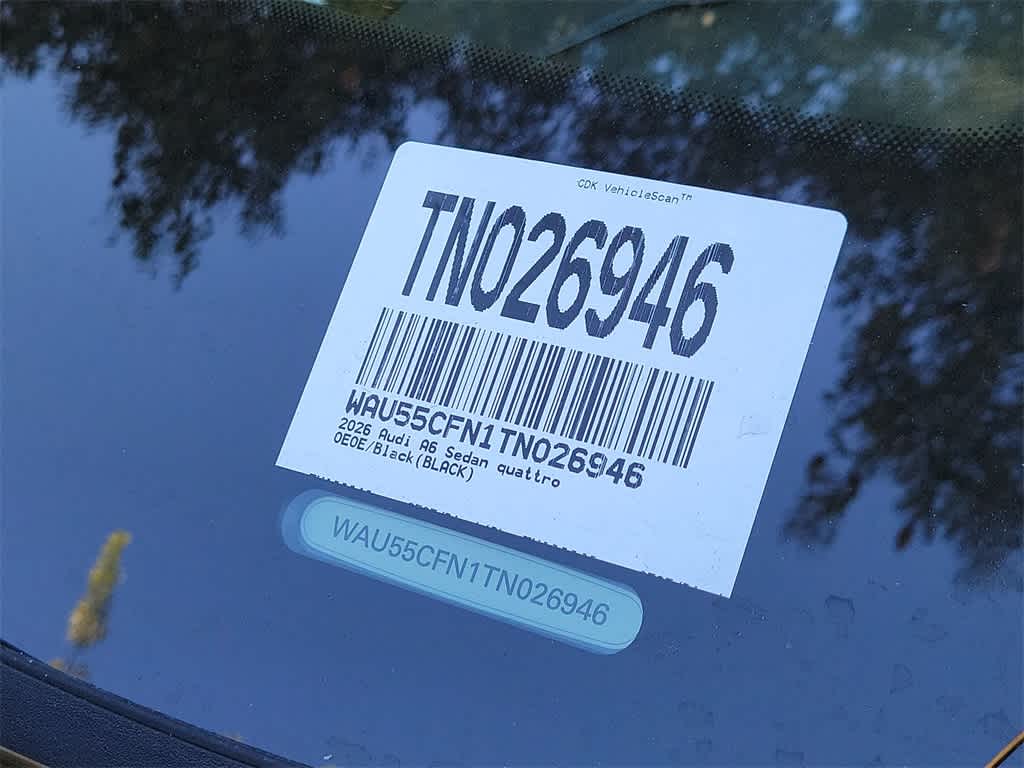 CDK VehicleScan™
TN026946
WAU55CFN1TN026946
2026 Audi A6 Sedan quattro
0E0E/Black(BLACK)
WAU55CFN1TN026946